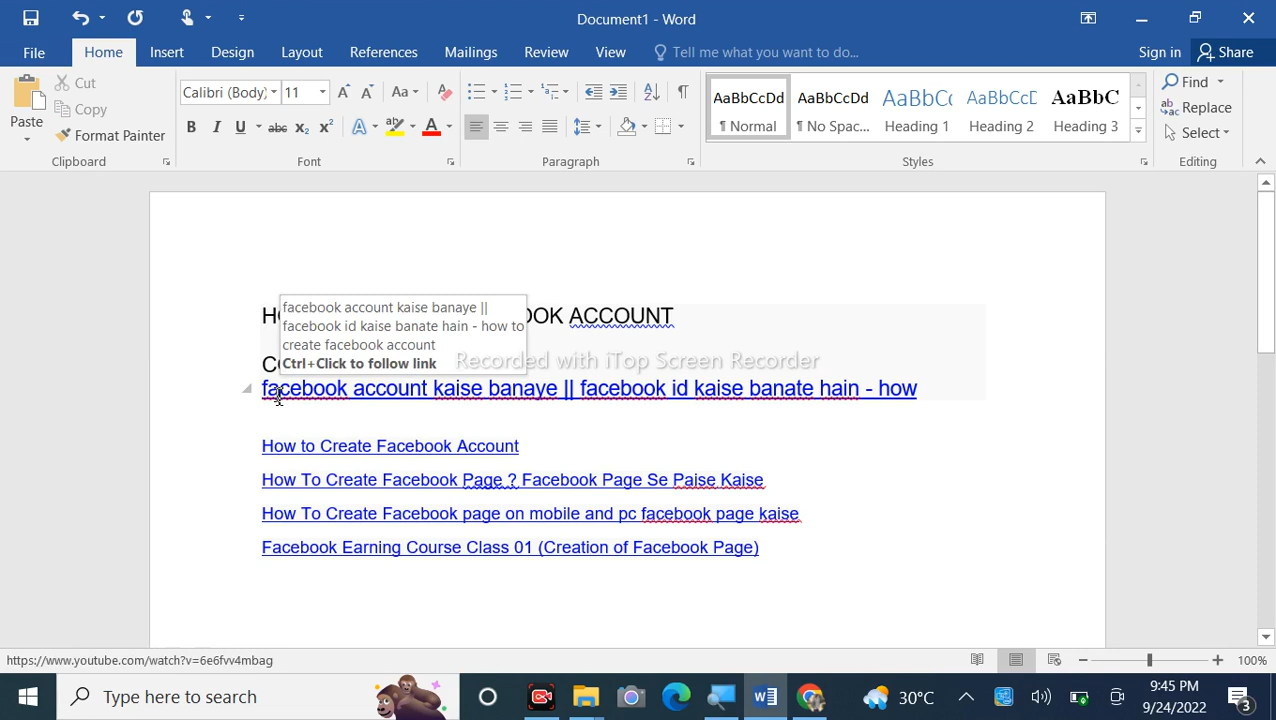 Document1 - Word
File
Home
Insert
Design
Layout
References
Mailings
Review
View
Tell me what you want to do...
Sign in
Share
Paste
Cut
Copy
Format Painter
Clipboard
Calibri (Body)
11
Aa
B I U abc x₂ x²
A
A
Font
Paragraph
AaBbCcDd
¶ Normal
AaBbCcDd
¶ No Spac...
AaBbCc
Heading 1
AaBbCcD
Heading 2
AaBbC
Heading 3
Styles
Find
Replace
Select
Editing
OOK ACCOUNT
facebook account kaise banaye ||
facebook id kaise banate hain - how to
create facebook account
Ctrl+Click to follow link
Recorded with iTop Screen Recorder
facebook account kaise banaye || facebook id kaise banate hain - how
How to Create Facebook Account
How To Create Facebook Page ? Facebook Page Se Paise Kaise
How To Create Facebook page on mobile and pc facebook page kaise
Facebook Earning Course Class 01 (Creation of Facebook Page)
https://www.youtube.com/watch?v=6e6fvv4mbag
100%
Type here to search
30°C
9:45 PM
9/24/2022
3